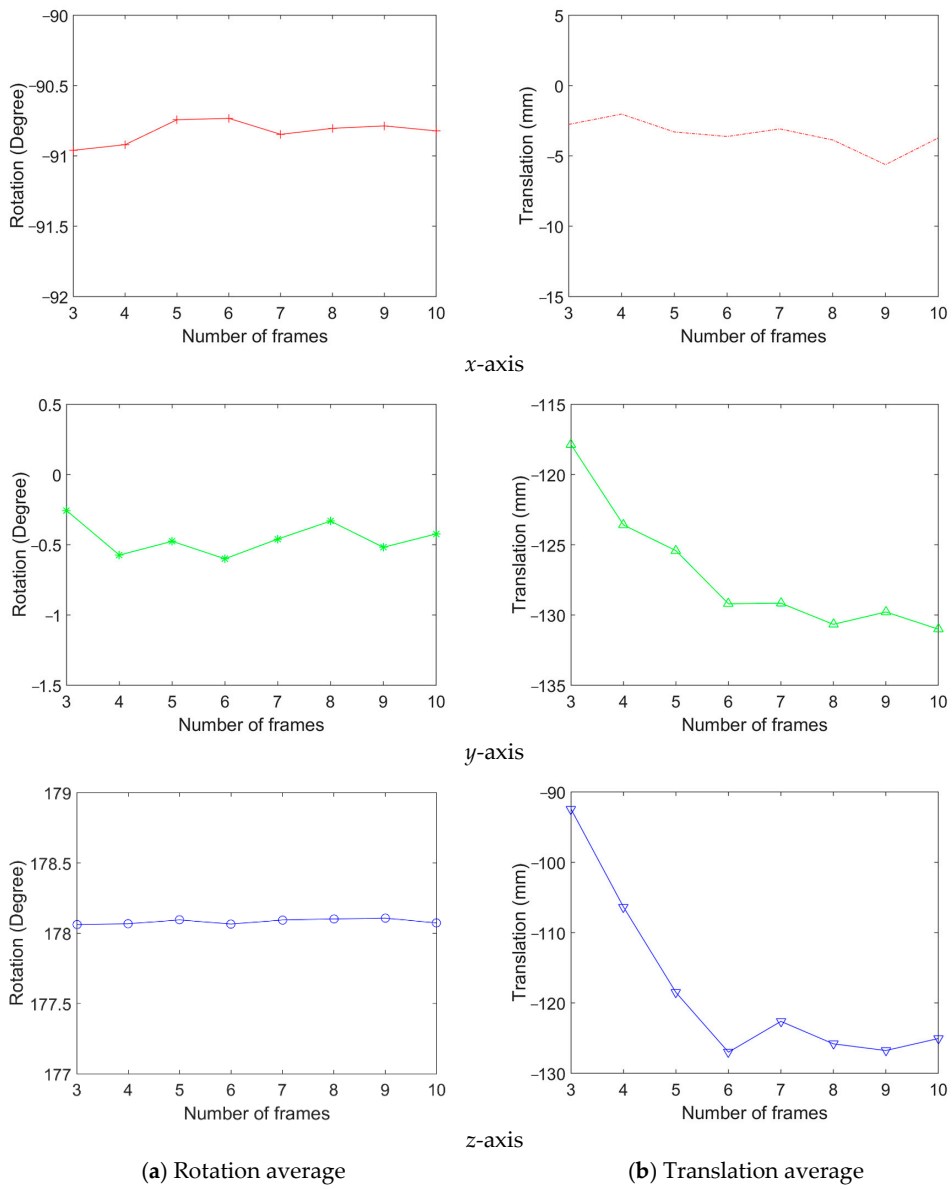 −90
−90.5
−91
−91.5
−92
Rotation (Degree)
3 4 5 6 7 8 9 10
Number of frames
5
0
−5
−10
−15
Translation (mm)
3 4 5 6 7 8 9 10
Number of frames
x-axis
0.5
0
−0.5
−1
−1.5
Rotation (Degree)
3 4 5 6 7 8 9 10
Number of frames
−115
−120
−125
−130
−135
Translation (mm)
3 4 5 6 7 8 9 10
Number of frames
y-axis
179
178.5
178
177.5
177
Rotation (Degree)
3 4 5 6 7 8 9 10
Number of frames
−90
−100
−110
−120
−130
Translation (mm)
3 4 5 6 7 8 9 10
Number of frames
z-axis
(a) Rotation average
(b) Translation average